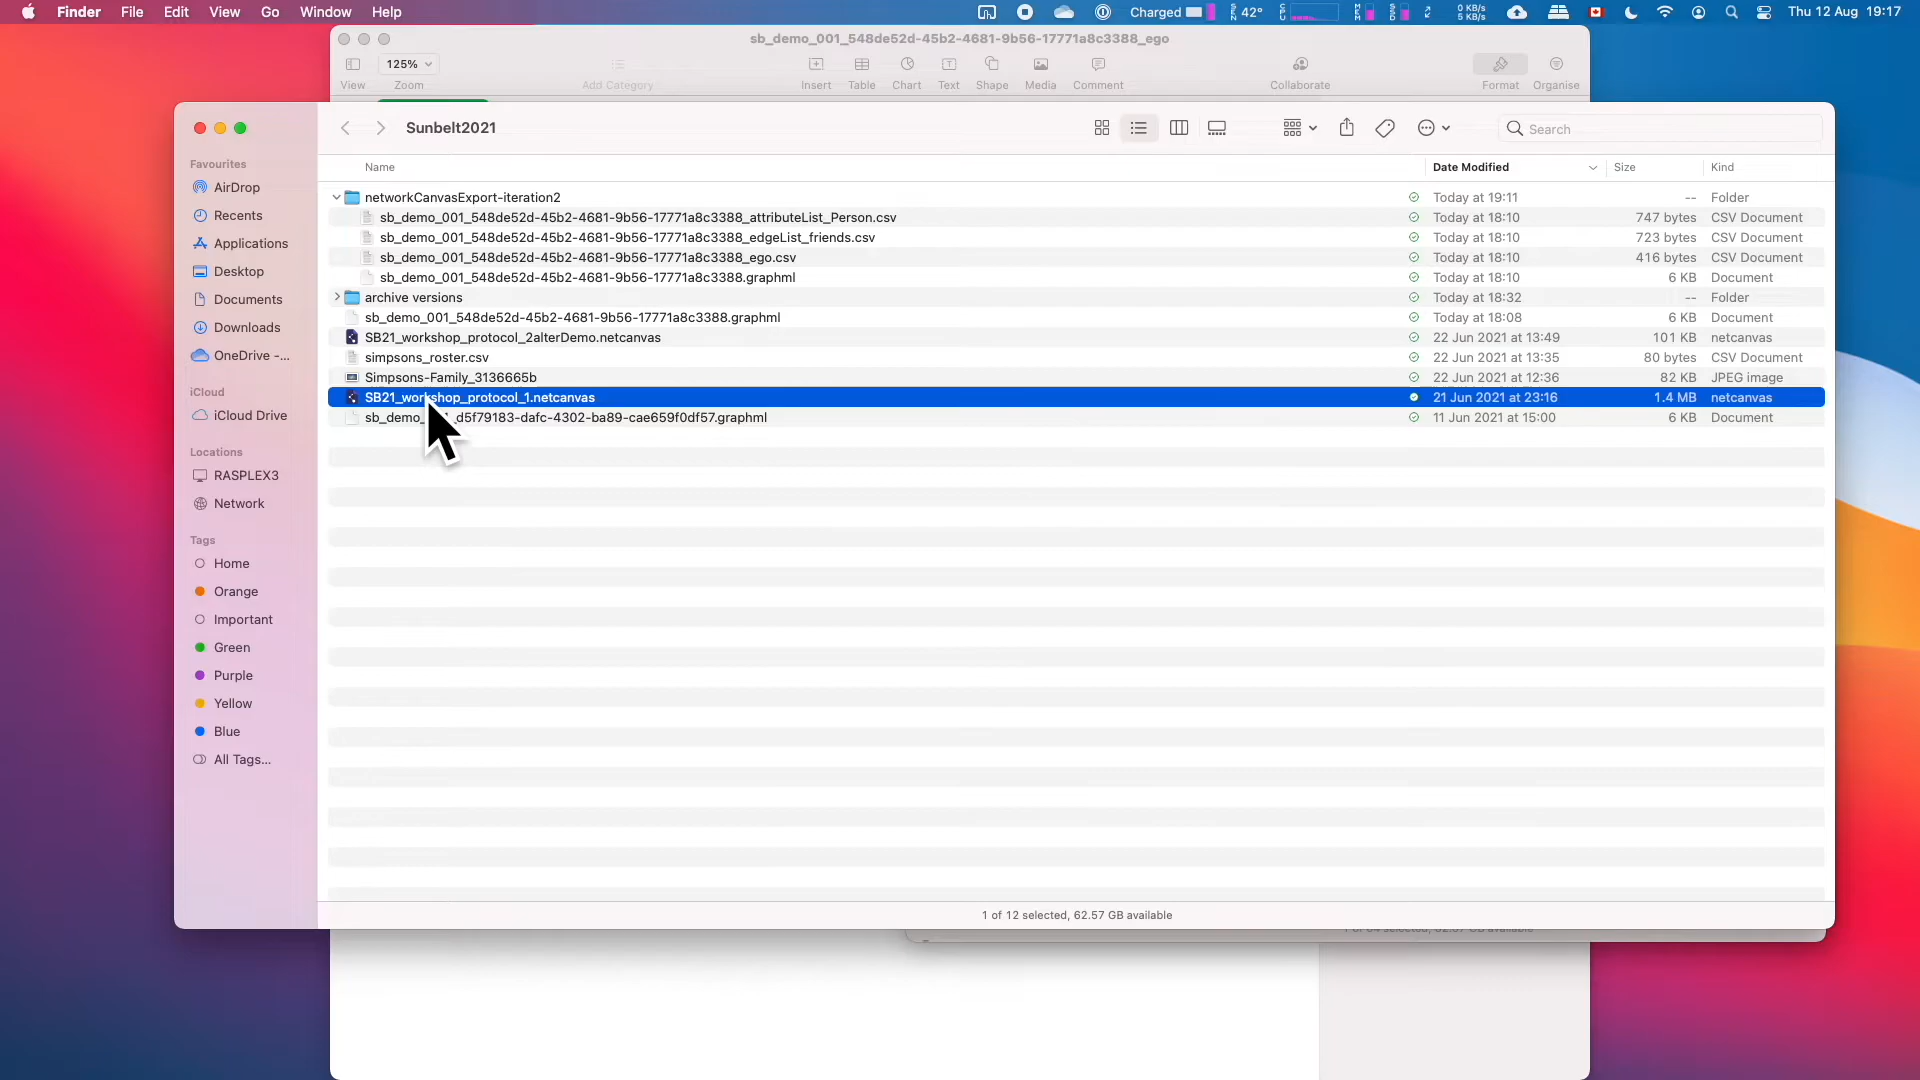 Finder File Edit View Go Window Help Charged 42° 0 KB/s 5 KB/s Thu 12 Aug 19:17
sb_demo_001_548de52d-45b2-4681-9b56-17771a8c3388_ego
125%
View Zoom Add Category Insert Table Chart Text Shape Media Comment Collaborate Format Organise
Sunbelt2021 Search
Favourites
AirDrop
Recents
Applications
Desktop
Documents
Downloads
OneDrive -...
iCloud
iCloud Drive
Locations
RASPLEX3
Network
Tags
Home
Orange
Important
Green
Purple
Yellow
Blue
All Tags...
Name Date Modified Size Kind
networkCanvasExport-iteration2 Today at 19:11 -- Folder
sb_demo_001_548de52d-45b2-4681-9b56-17771a8c3388_attributeList_Person.csv Today at 18:10 747 bytes CSV Document
sb_demo_001_548de52d-45b2-4681-9b56-17771a8c3388_edgeList_friends.csv Today at 18:10 723 bytes CSV Document
sb_demo_001_548de52d-45b2-4681-9b56-17771a8c3388_ego.csv Today at 18:10 416 bytes CSV Document
sb_demo_001_548de52d-45b2-4681-9b56-17771a8c3388.graphml Today at 18:10 6 KB Document
archive versions Today at 18:32 -- Folder
sb_demo_001_548de52d-45b2-4681-9b56-17771a8c3388.graphml Today at 18:08 6 KB Document
SB21_workshop_protocol_2alterDemo.netcanvas 22 Jun 2021 at 13:49 101 KB netcanvas
simpsons_roster.csv 22 Jun 2021 at 13:35 80 bytes CSV Document
Simpsons-Family_3136665b 22 Jun 2021 at 12:36 82 KB JPEG image
SB21_workshop_protocol_1.netcanvas 21 Jun 2021 at 23:16 1.4 MB netcanvas
sb_demo_ _d5f79183-dafc-4302-ba89-cae659f0df57.graphml 11 Jun 2021 at 15:00 6 KB Document
1 of 12 selected, 62.57 GB available